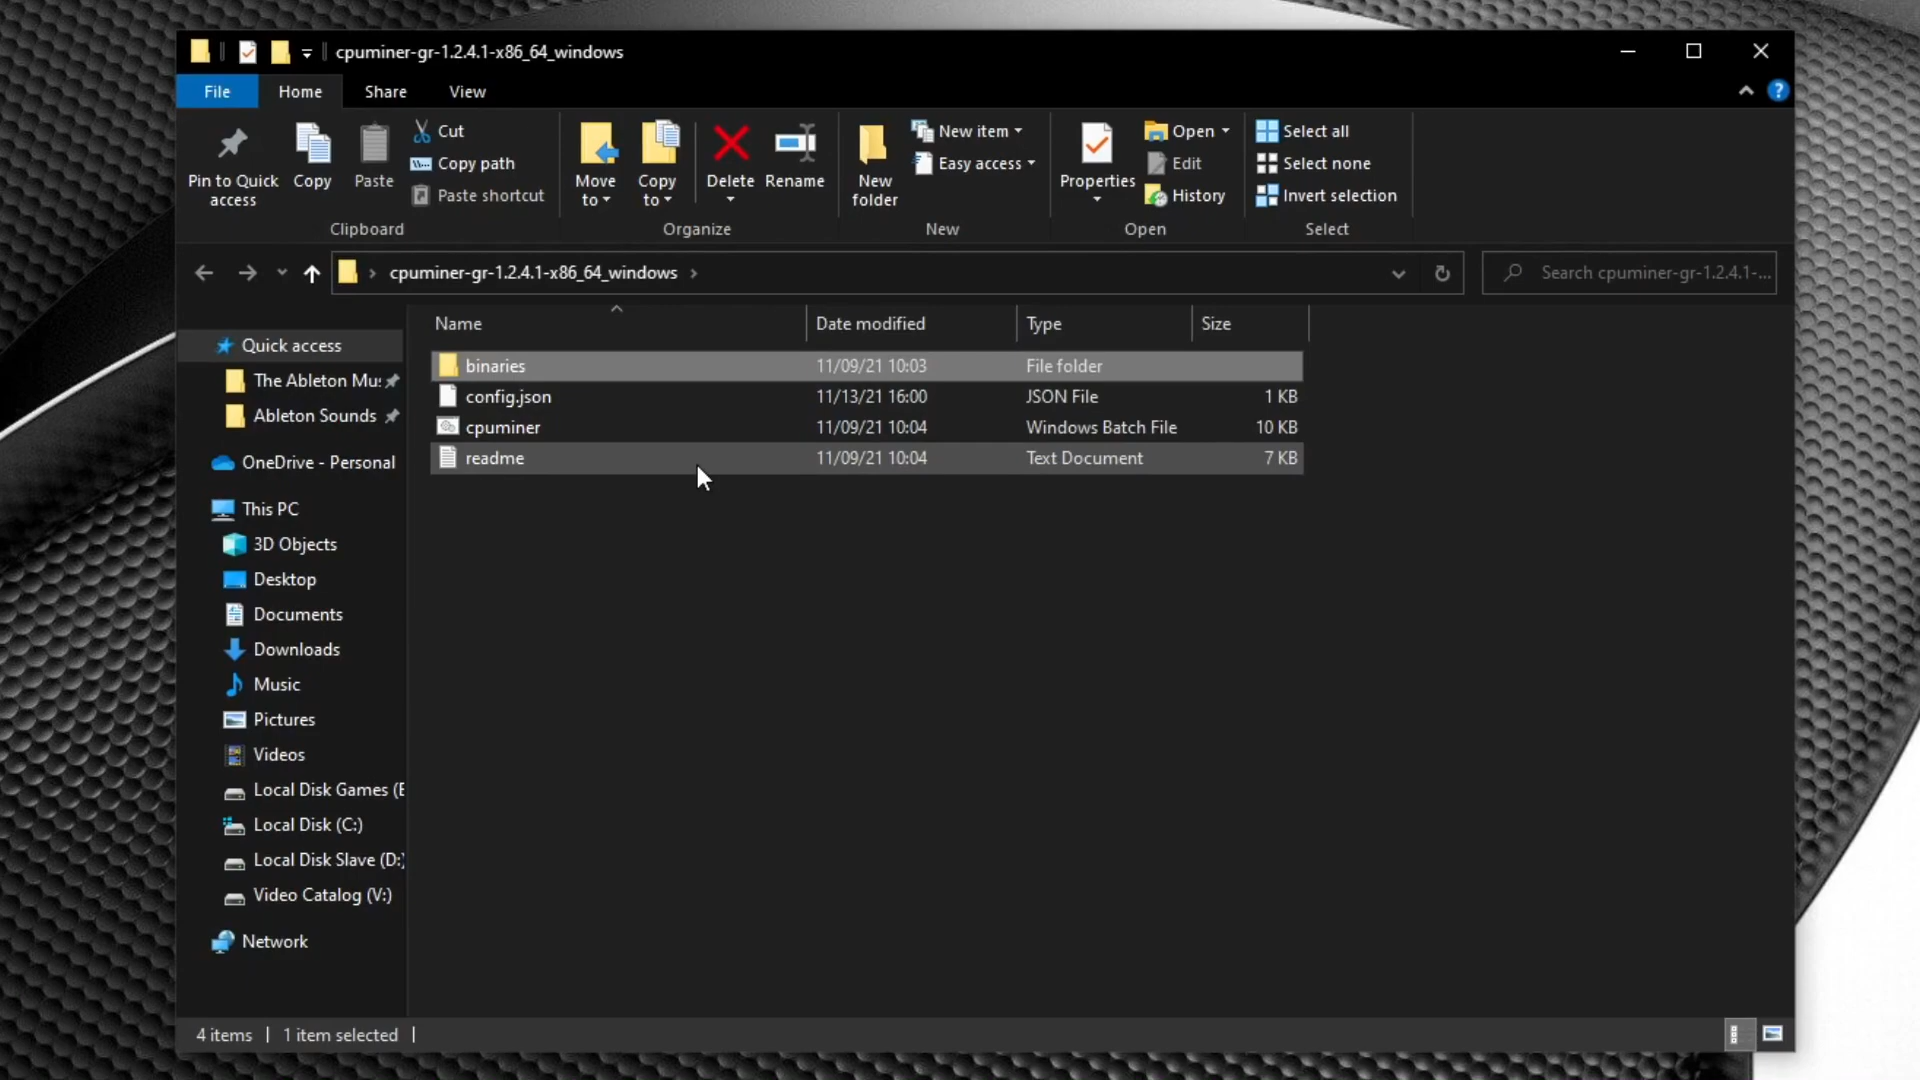 cpuminer-gr-1.2.4.1-x86_64_windows
File Home Share View
Pin to Quick access
Copy
Paste
Cut
Copy path
Paste shortcut
Clipboard
Move to
Copy to
Delete
Rename
Organize
New folder
New item
Easy access
New
Properties
Open
Edit
History
Open
Select all
Select none
Invert selection
Select
cpuminer-gr-1.2.4.1-x86_64_windows
Search cpuminer-gr-1.2.4.1-...
Name Date modified Type Size
binaries 11/09/21 10:03 File folder
config.json 11/13/21 16:00 JSON File 1 KB
cpuminer 11/09/21 10:04 Windows Batch File 10 KB
readme 11/09/21 10:04 Text Document 7 KB
Quick access
The Ableton Mu
Ableton Sounds
OneDrive - Personal
This PC
3D Objects
Desktop
Documents
Downloads
Music
Pictures
Videos
Local Disk Games (E
Local Disk (C:)
Local Disk Slave (D:)
Video Catalog (V:)
Network
4 items 1 item selected